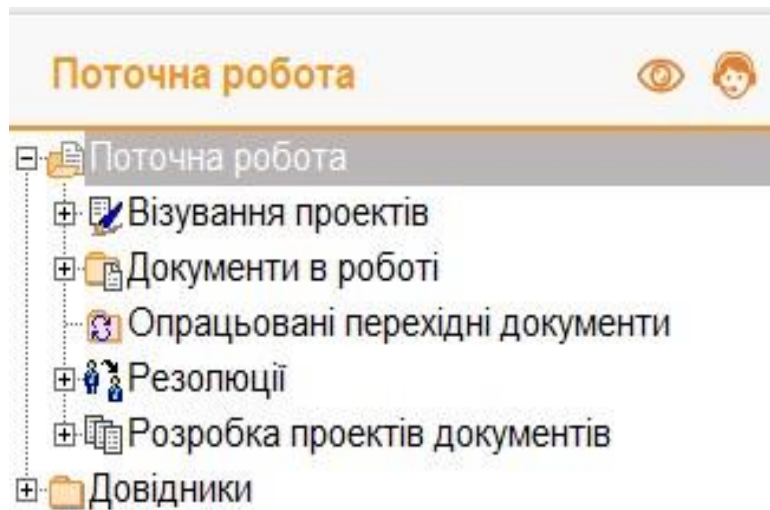 Поточна робота
Поточна робота
Візування проектів
Документи в роботі
Опрацьовані перехідні документи
Резолюції
Розробка проектів документів
Довідники